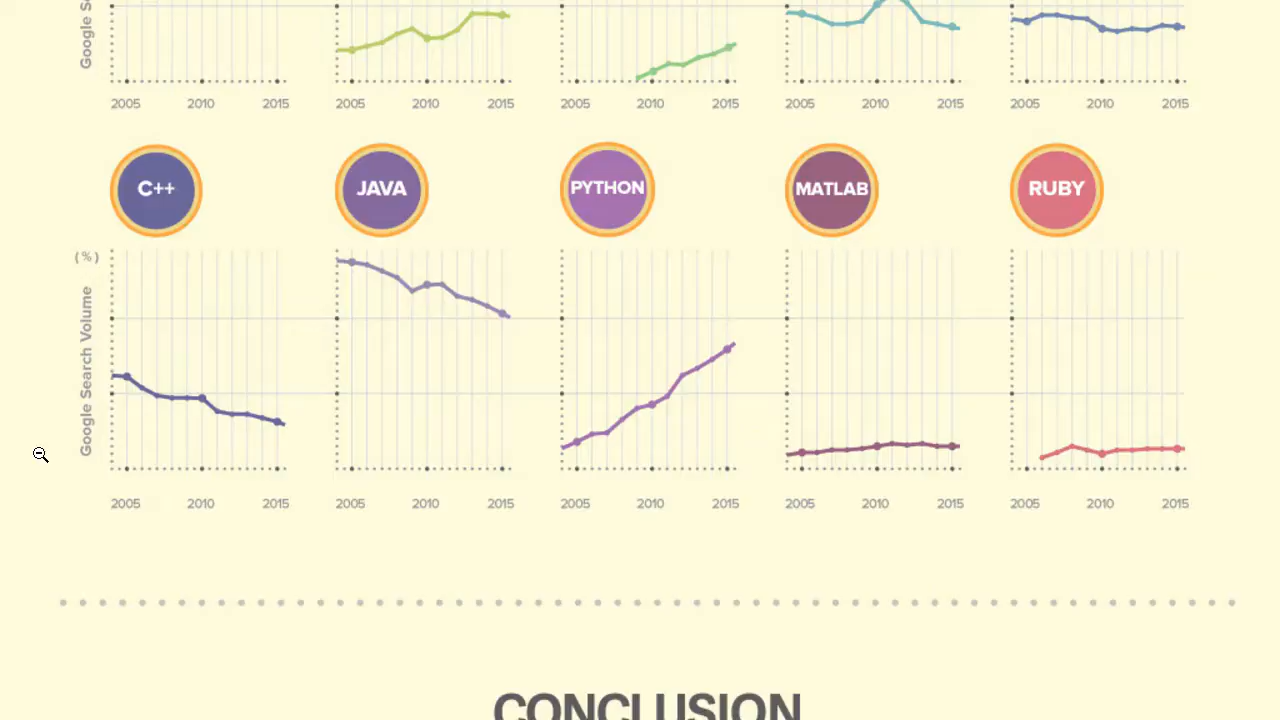 Google S
2005 2010 2015 2005 2010 2015 2005 2010 2015 2005 2010 2015 2005 2010 2015
C++ JAVA PYTHON MATLAB RUBY
(%)
Google Search Volume
2005 2010 2015 2005 2010 2015 2005 2010 2015 2005 2010 2015 2005 2010 2015
CONCLUSION